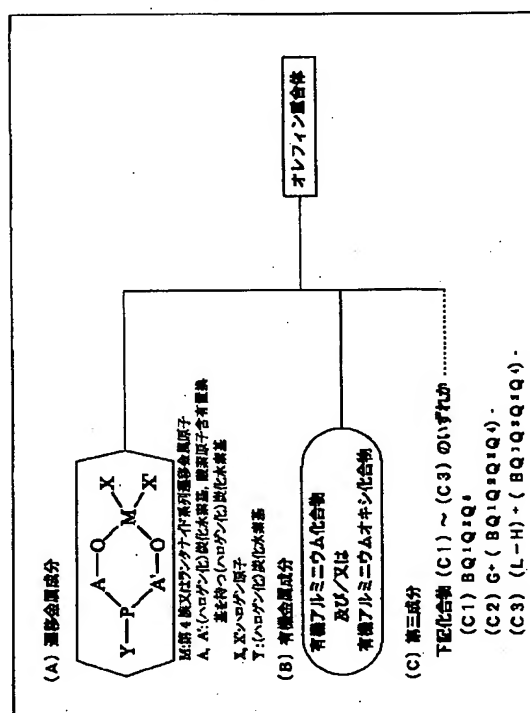 (A) 遷移金属成分
Y—P
A—O
A'—O
M
X
X'
M:第4族又はランタナイド系列遷移金属原子
A, A':(ハロゲン化)炭化水素基, 酸素原子含有置換
基を持つ(ハロゲン化)炭化水素基
X, X':ハロゲン原子
Y:(ハロゲン化)炭化水素基
(B) 有機金属成分
有機アルミニウム化合物
及び/又は
有機アルミニウムオキシ化合物
(C) 第三成分
下記化合物(C1)~(C3)のいずれか
(C1) BQ¹Q²Q³
(C2) G+(BQ¹Q²Q³Q⁴)-
(C3) (L-H)+(BQ¹Q²Q³Q⁴)-
オレフィン重合体